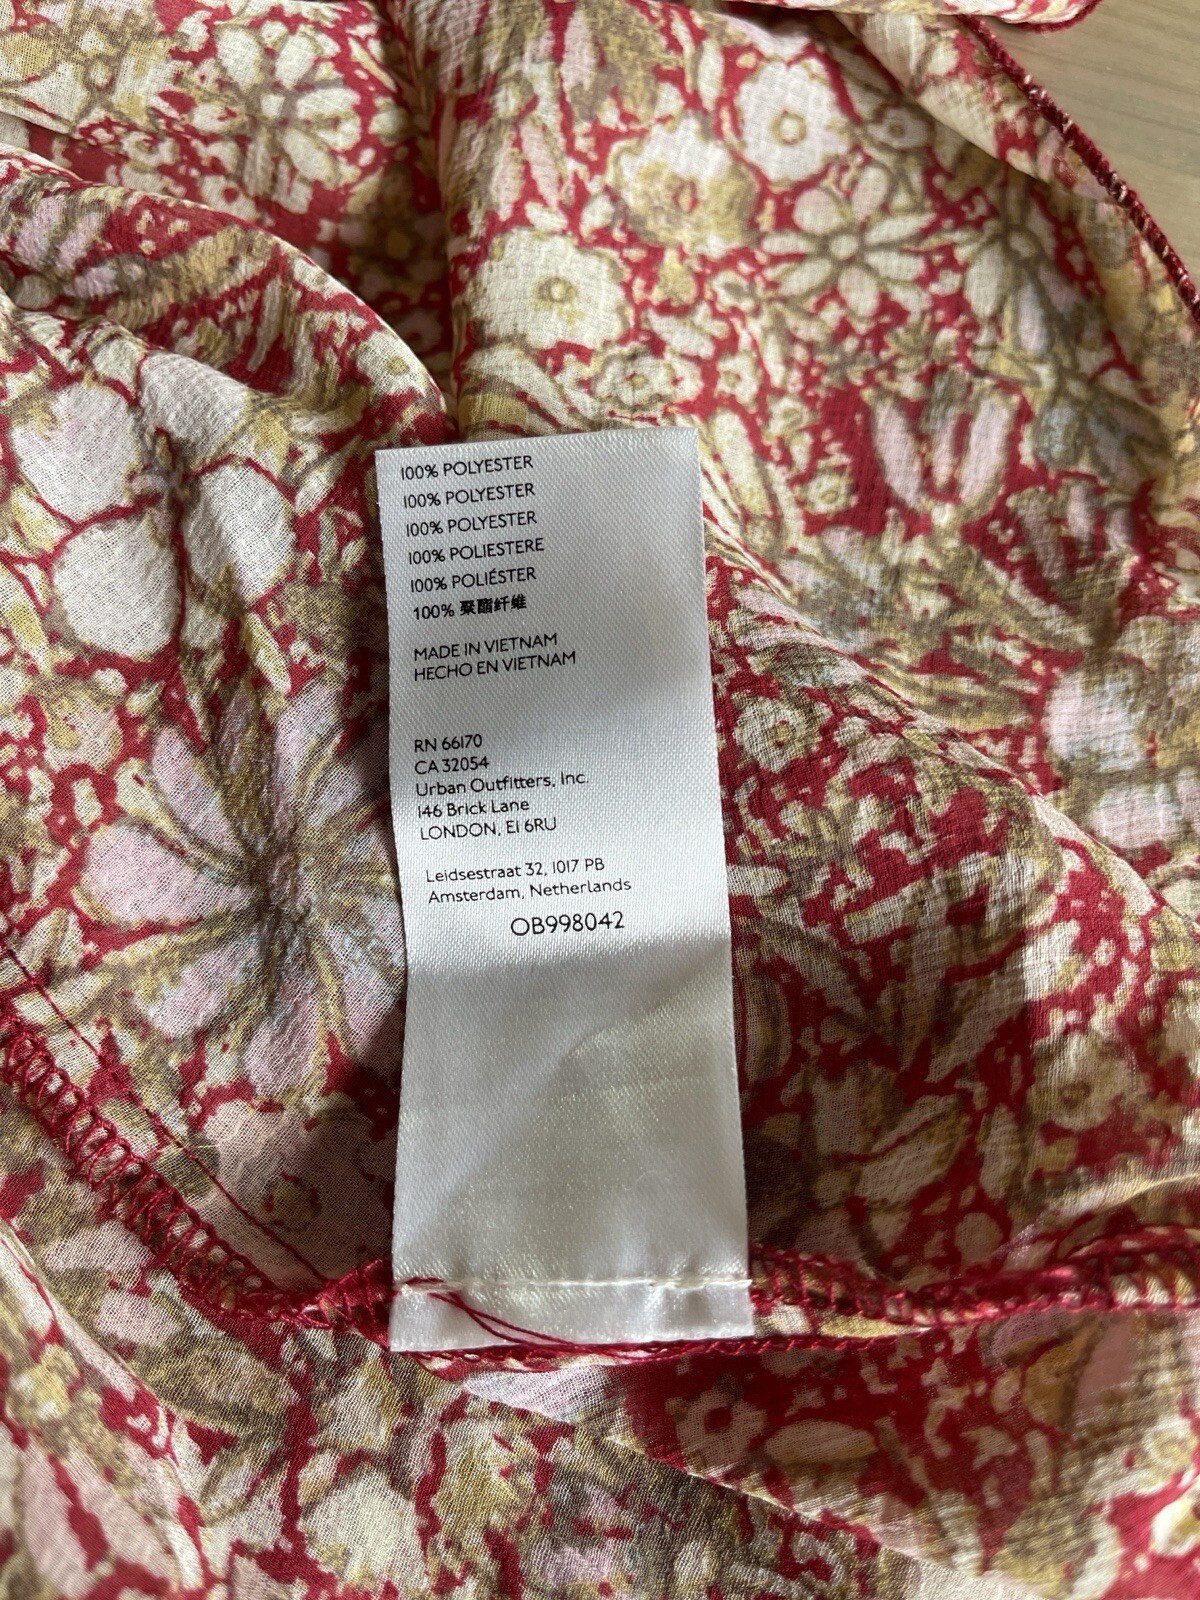 100% POLYESTER
100% POLYESTER
100% POLYESTER
100% POLIESTERE
100% POLIÉSTER
100% 聚酯纤维
MADE IN VIETNAM
HECHO EN VIETNAM
RN 66170
CA 32054
Urban Outfitters, Inc.
146 Brick Lane
LONDON, E1 6RU
Leidsestraat 32, 1017 PB
Amsterdam, Netherlands
OB998042